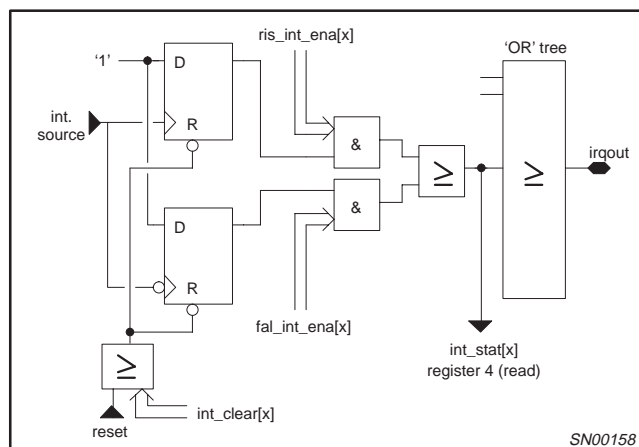 ris_int_ena[x]
‘OR’ tree
‘1’
D
R
int.
source
&
≥
≥
irqout
D
R
&
fal_int_ena[x]
int_stat[x]
register 4 (read)
≥
int_clear[x]
reset
SN00158